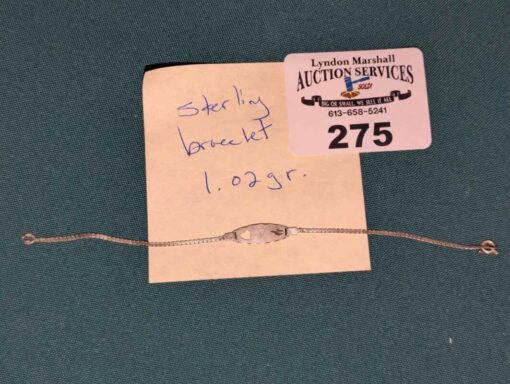 Lyndon Marshall
AUCTION SERVICES
SOLD!
BIG OR SMALL, WE SELL IT ALL
613-658-5241
275
sterling
bracelet
1.02gr.